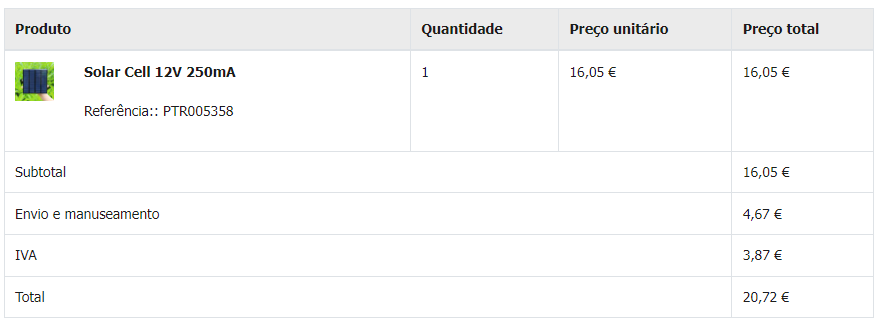 Produto Quantidade Preço unitário Preço total
Solar Cell 12V 250mA 1 16,05 € 16,05 €
Referência:: PTR005358
Subtotal 16,05 €
Envio e manuseamento 4,67 €
IVA 3,87 €
Total 20,72 €